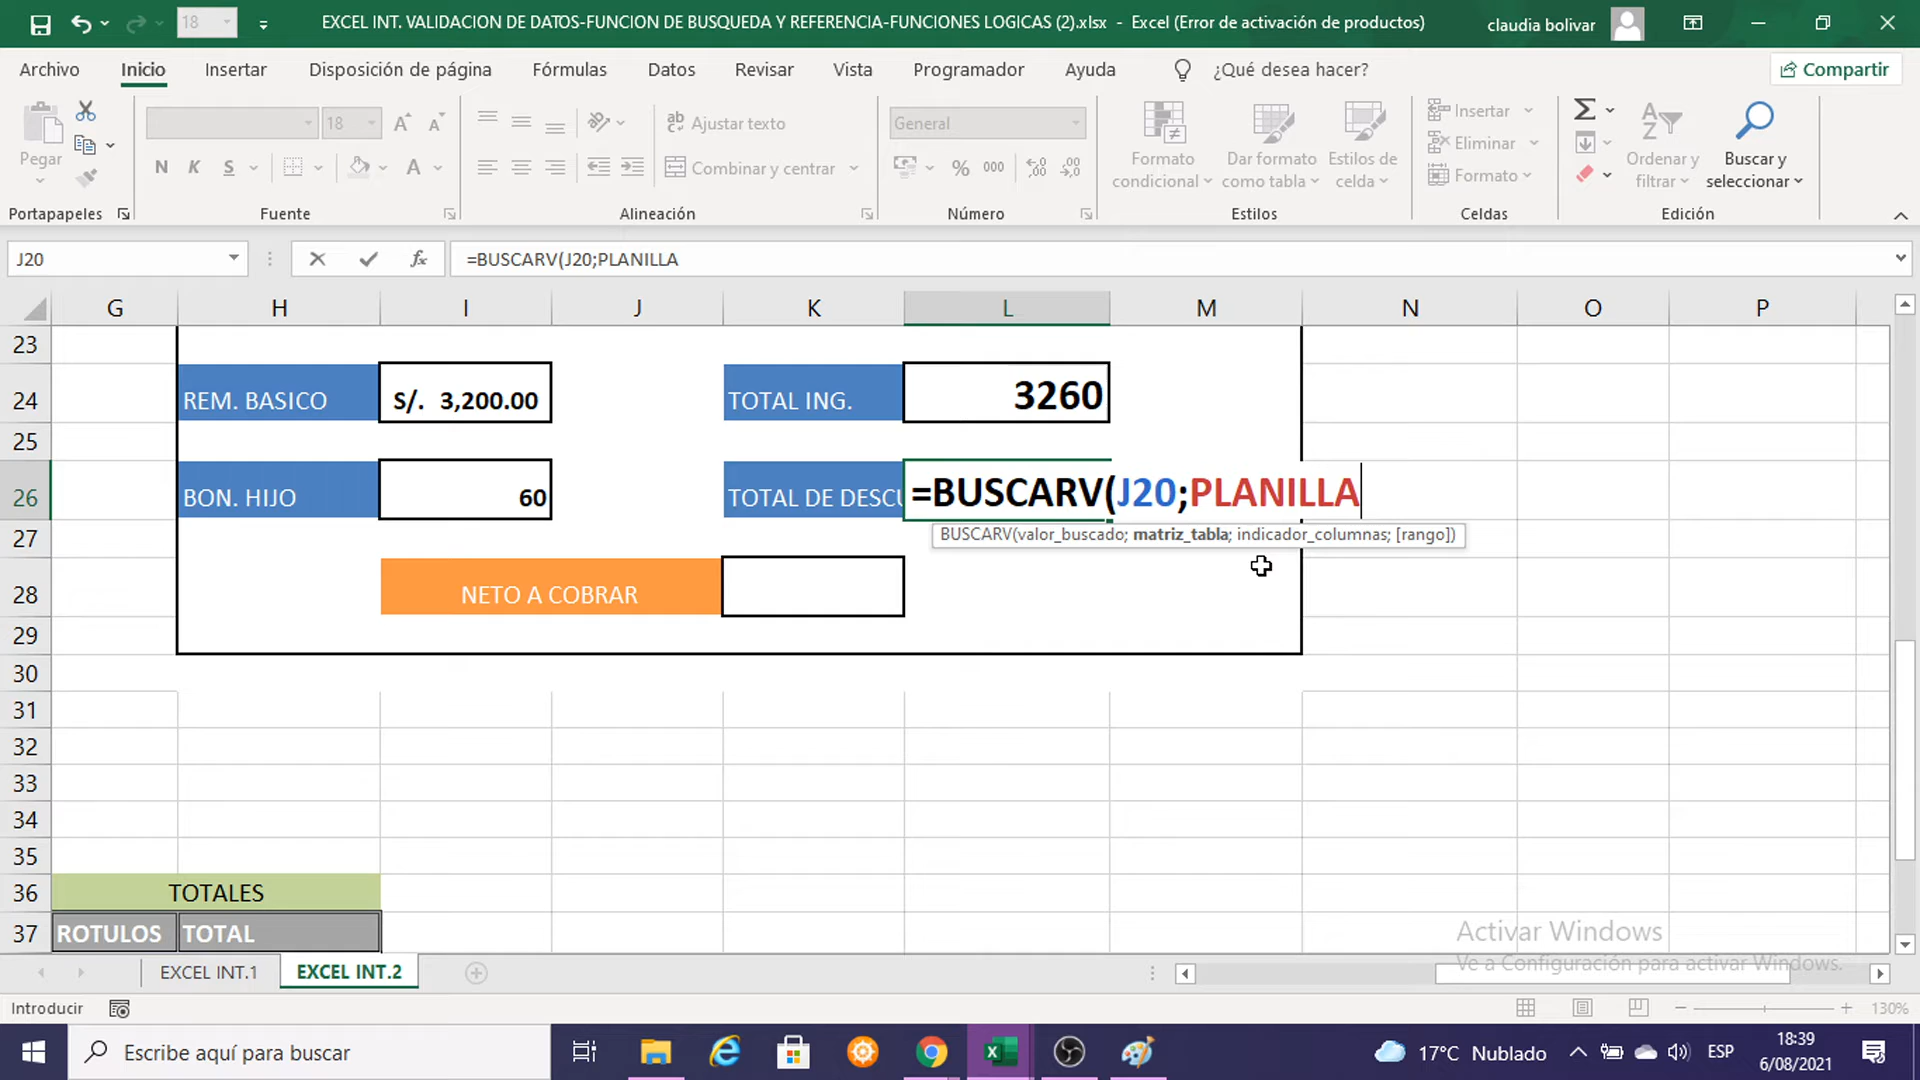 18
EXCEL INT. VALIDACION DE DATOS-FUNCION DE BUSQUEDA Y REFERENCIA-FUNCIONES LOGICAS (2).xlsx - Excel (Error de activación de productos)
claudia bolivar
Archivo Inicio Insertar Disposición de página Fórmulas Datos Revisar Vista Programador Ayuda ¿Qué desea hacer? Compartir
Pegar
18
N K S
Ajustar texto
Combinar y centrar
General
% 000
Formato condicional
Dar formato como tabla
Estilos de celda
Insertar
Eliminar
Formato
Ordenar y filtrar
Buscar y seleccionar
Portapapeles Fuente Alineación Número Estilos Celdas Edición
J20 fx =BUSCARV(J20;PLANILLA
G H I J K L M N O P
23
24 REM. BASICO S/. 3,200.00 TOTAL ING. 3260
25
26 BON. HIJO 60 TOTAL DE DESCU =BUSCARV(J20;PLANILLA
BUSCARV(valor_buscado; matriz_tabla; indicador_columnas; [rango])
27
28 NETO A COBRAR
29
30
31
32
33
34
35
36 TOTALES
37 ROTULOS TOTAL
Activar Windows
Ve a Configuración para activar Windows.
EXCEL INT.1 EXCEL INT.2
Introducir 130%
Escribe aquí para buscar
17°C Nublado ESP 18:39
6/08/2021